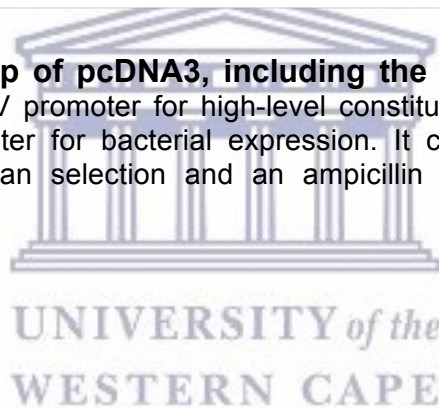 p of pcDNA3, including the
V promoter for high-level constitu
ter for bacterial expression. It c
an selection and an ampicillin
UNIVERSITY of the
WESTERN CAPE